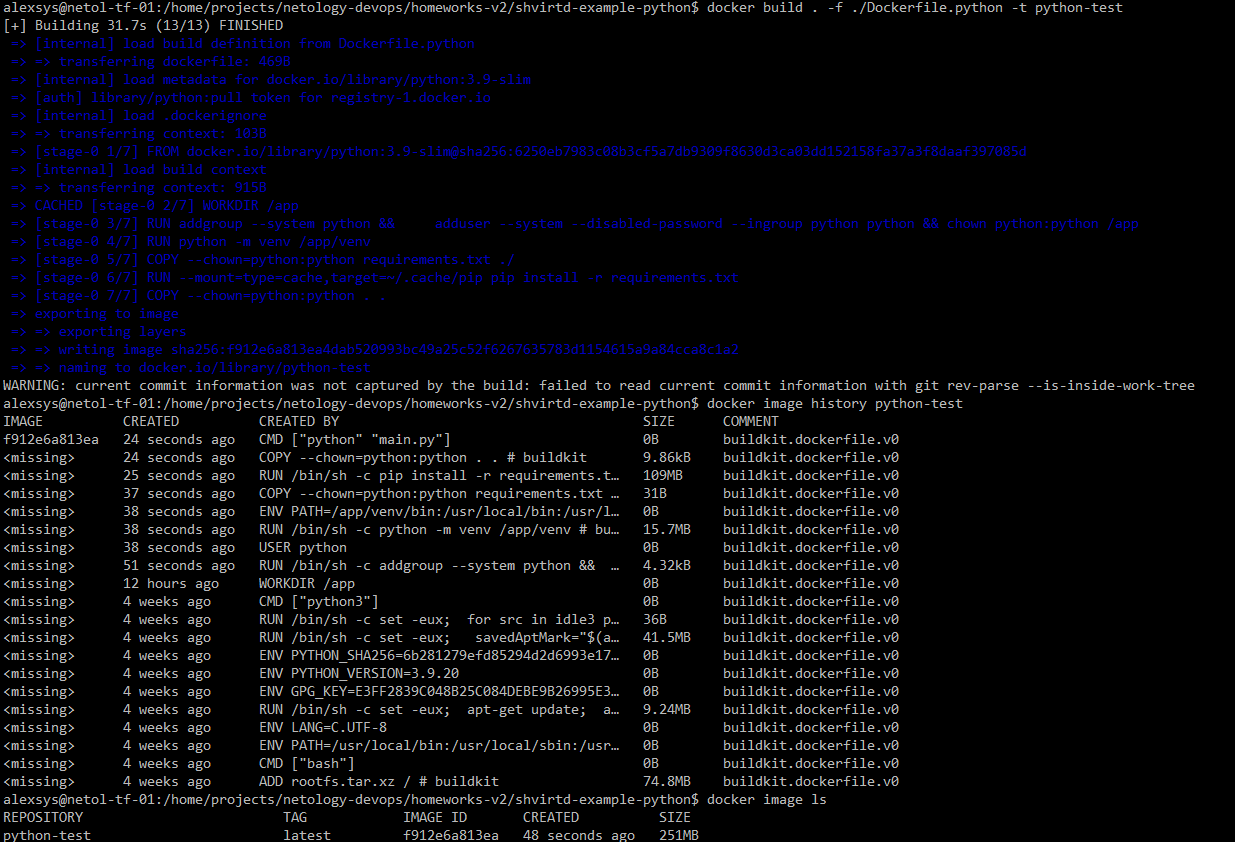 alexsys@netol-tf-01:/home/projects/netology-devops/homeworks-v2/shvirtd-example-python$ docker build . -f ./Dockerfile.python -t python-test
[+] Building 31.7s (13/13) FINISHED
=> [internal] load build definition from Dockerfile.python
=> => transferring dockerfile: 469B
=> [internal] load metadata for docker.io/library/python:3.9-slim
=> [auth] library/python:pull token for registry-1.docker.io
=> [internal] load .dockerignore
=> => transferring context: 103B
=> [stage-0 1/7] FROM docker.io/library/python:3.9-slim@sha256:6250eb7983c08b3cf5a7db9309f8630d3ca03dd152158fa37a3f8daaf397085d
=> [internal] load build context
=> => transferring context: 915B
=> CACHED [stage-0 2/7] WORKDIR /app
=> [stage-0 3/7] RUN addgroup --system python &&     adduser --system --disabled-password --ingroup python python && chown python:python /app
=> [stage-0 4/7] RUN python -m venv /app/venv
=> [stage-0 5/7] COPY --chown=python:python requirements.txt ./
=> [stage-0 6/7] RUN --mount=type=cache,target=~/.cache/pip pip install -r requirements.txt
=> [stage-0 7/7] COPY --chown=python:python . .
=> exporting to image
=> => exporting layers
=> => writing image sha256:f912e6a813ea4dab520993bc49a25c52f6267635783d1154615a9a84cca8c1a2
=> => naming to docker.io/library/python-test
WARNING: current commit information was not captured by the build: failed to read current commit information with git rev-parse --is-inside-work-tree
alexsys@netol-tf-01:/home/projects/netology-devops/homeworks-v2/shvirtd-example-python$ docker image history python-test
IMAGE CREATED CREATED BY SIZE COMMENT
f912e6a813ea 24 seconds ago CMD ["python" "main.py"] 0B buildkit.dockerfile.v0
<missing> 24 seconds ago COPY --chown=python:python . . # buildkit 9.86kB buildkit.dockerfile.v0
<missing> 25 seconds ago RUN /bin/sh -c pip install -r requirements.t… 109MB buildkit.dockerfile.v0
<missing> 37 seconds ago COPY --chown=python:python requirements.txt … 31B buildkit.dockerfile.v0
<missing> 38 seconds ago ENV PATH=/app/venv/bin:/usr/local/bin:/usr/l… 0B buildkit.dockerfile.v0
<missing> 38 seconds ago RUN /bin/sh -c python -m venv /app/venv # bu… 15.7MB buildkit.dockerfile.v0
<missing> 38 seconds ago USER python 0B buildkit.dockerfile.v0
<missing> 51 seconds ago RUN /bin/sh -c addgroup --system python && … 4.32kB buildkit.dockerfile.v0
<missing> 12 hours ago WORKDIR /app 0B buildkit.dockerfile.v0
<missing> 4 weeks ago CMD ["python3"] 0B buildkit.dockerfile.v0
<missing> 4 weeks ago RUN /bin/sh -c set -eux; for src in idle3 p… 36B buildkit.dockerfile.v0
<missing> 4 weeks ago RUN /bin/sh -c set -eux; savedAptMark="$(a… 41.5MB buildkit.dockerfile.v0
<missing> 4 weeks ago ENV PYTHON_SHA256=6b281279efd85294d2d6993e17… 0B buildkit.dockerfile.v0
<missing> 4 weeks ago ENV PYTHON_VERSION=3.9.20 0B buildkit.dockerfile.v0
<missing> 4 weeks ago ENV GPG_KEY=E3FF2839C048B25C084DEBE9B26995E3… 0B buildkit.dockerfile.v0
<missing> 4 weeks ago RUN /bin/sh -c set -eux; apt-get update; a… 9.24MB buildkit.dockerfile.v0
<missing> 4 weeks ago ENV LANG=C.UTF-8 0B buildkit.dockerfile.v0
<missing> 4 weeks ago ENV PATH=/usr/local/bin:/usr/local/sbin:/usr… 0B buildkit.dockerfile.v0
<missing> 4 weeks ago CMD ["bash"] 0B buildkit.dockerfile.v0
<missing> 4 weeks ago ADD rootfs.tar.xz / # buildkit 74.8MB buildkit.dockerfile.v0
alexsys@netol-tf-01:/home/projects/netology-devops/homeworks-v2/shvirtd-example-python$ docker image ls
REPOSITORY TAG IMAGE ID CREATED SIZE
python-test latest f912e6a813ea 48 seconds ago 251MB